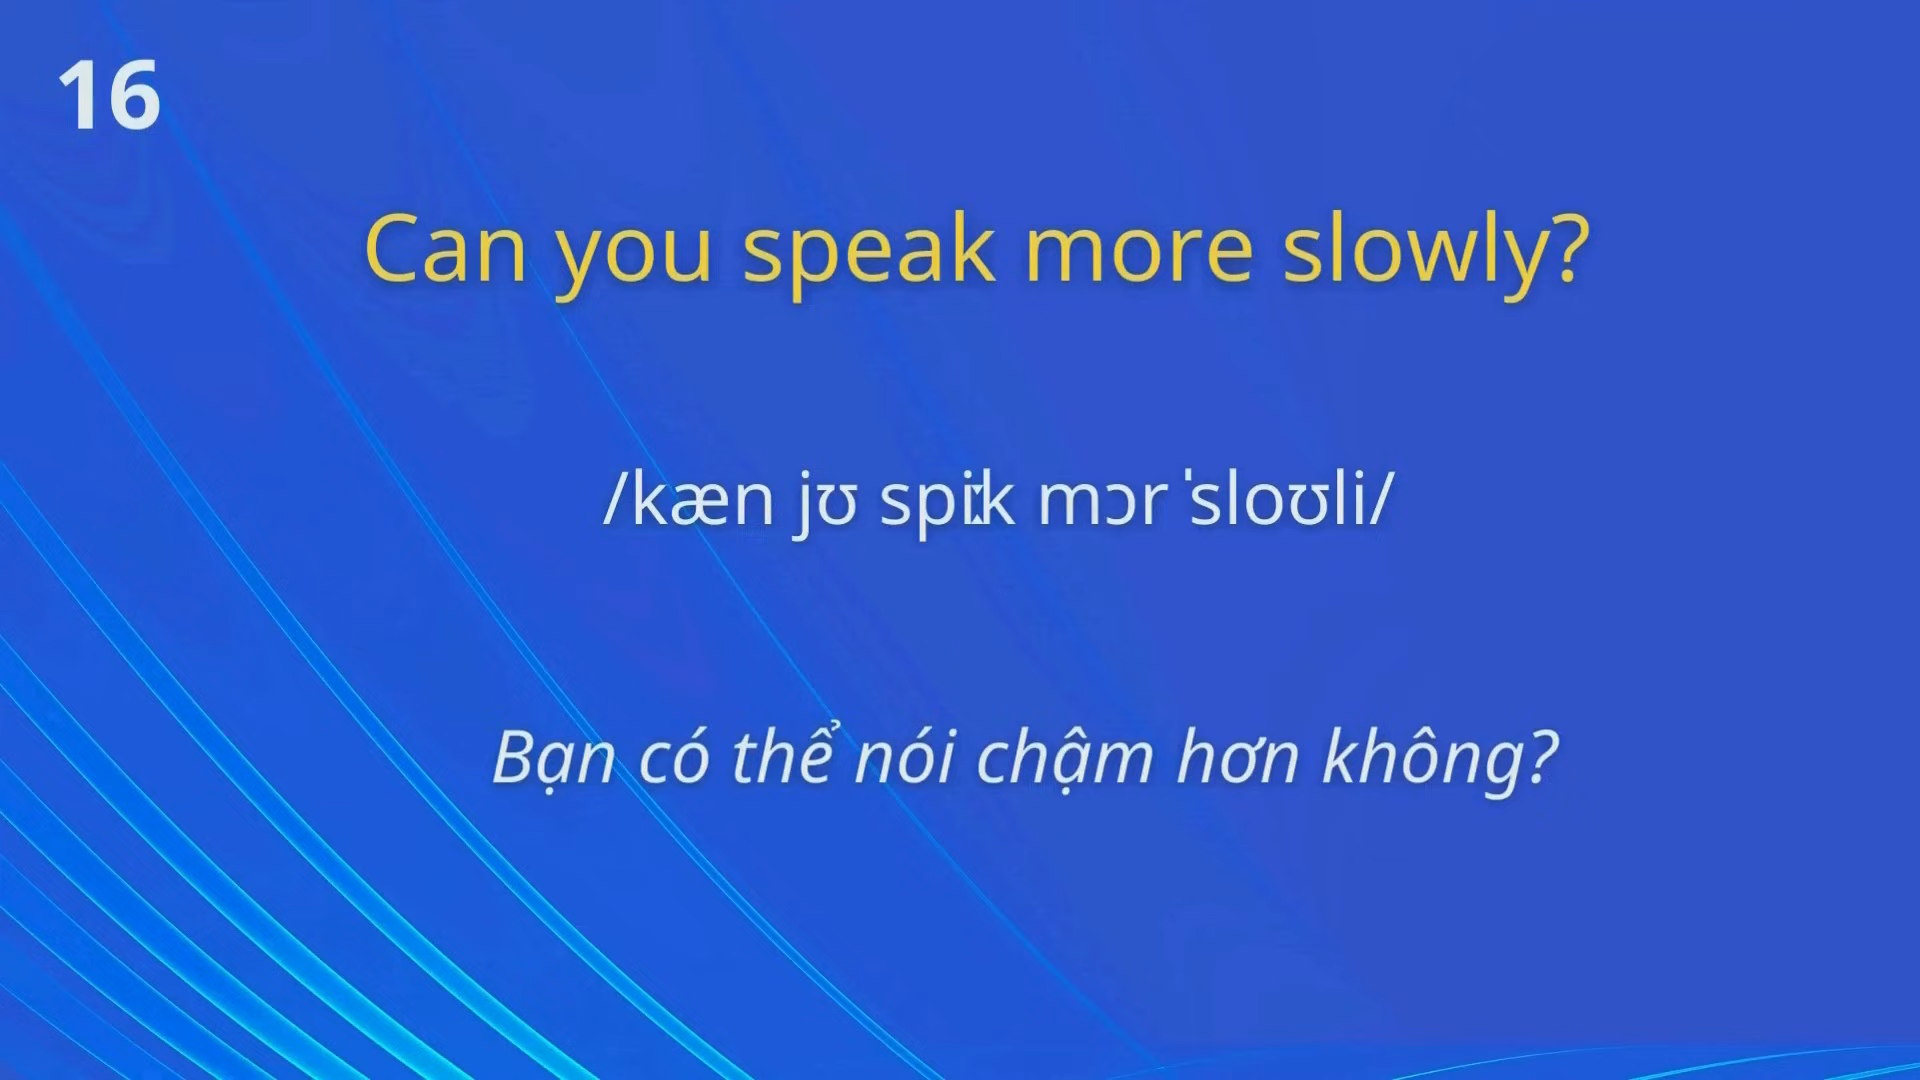 16
Can you speak more slowly?
/kæn jʊ spiːk mɔr ˈsloʊli/
Bạn có thể nói chậm hơn không?